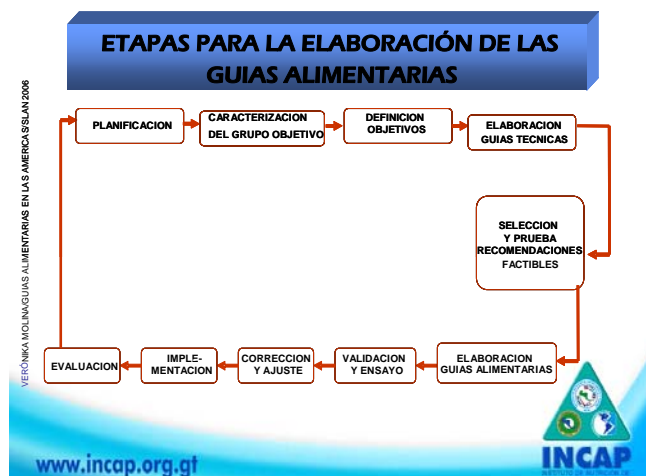 ETAPAS PARA LA ELABORACIÓN DE LAS
GUIAS ALIMENTARIAS
VERÓNIKA MOLINA/GUIAS ALIMENTARIAS EN LAS AMERICAS/SLAN 2006
PLANIFICACION
CARACTERIZACION
DEL GRUPO OBJETIVO
DEFINICION
OBJETIVOS
ELABORACION
GUIAS TECNICAS
SELECCION
Y PRUEBA
RECOMENDACIONES
FACTIBLES
ELABORACION
GUIAS ALIMENTARIAS
VALIDACION
Y ENSAYO
CORRECCION
Y AJUSTE
IMPLE-
MENTACION
EVALUACION
www.incap.org.gt
INCAP
INSTITUTO DE NUTRICION DE